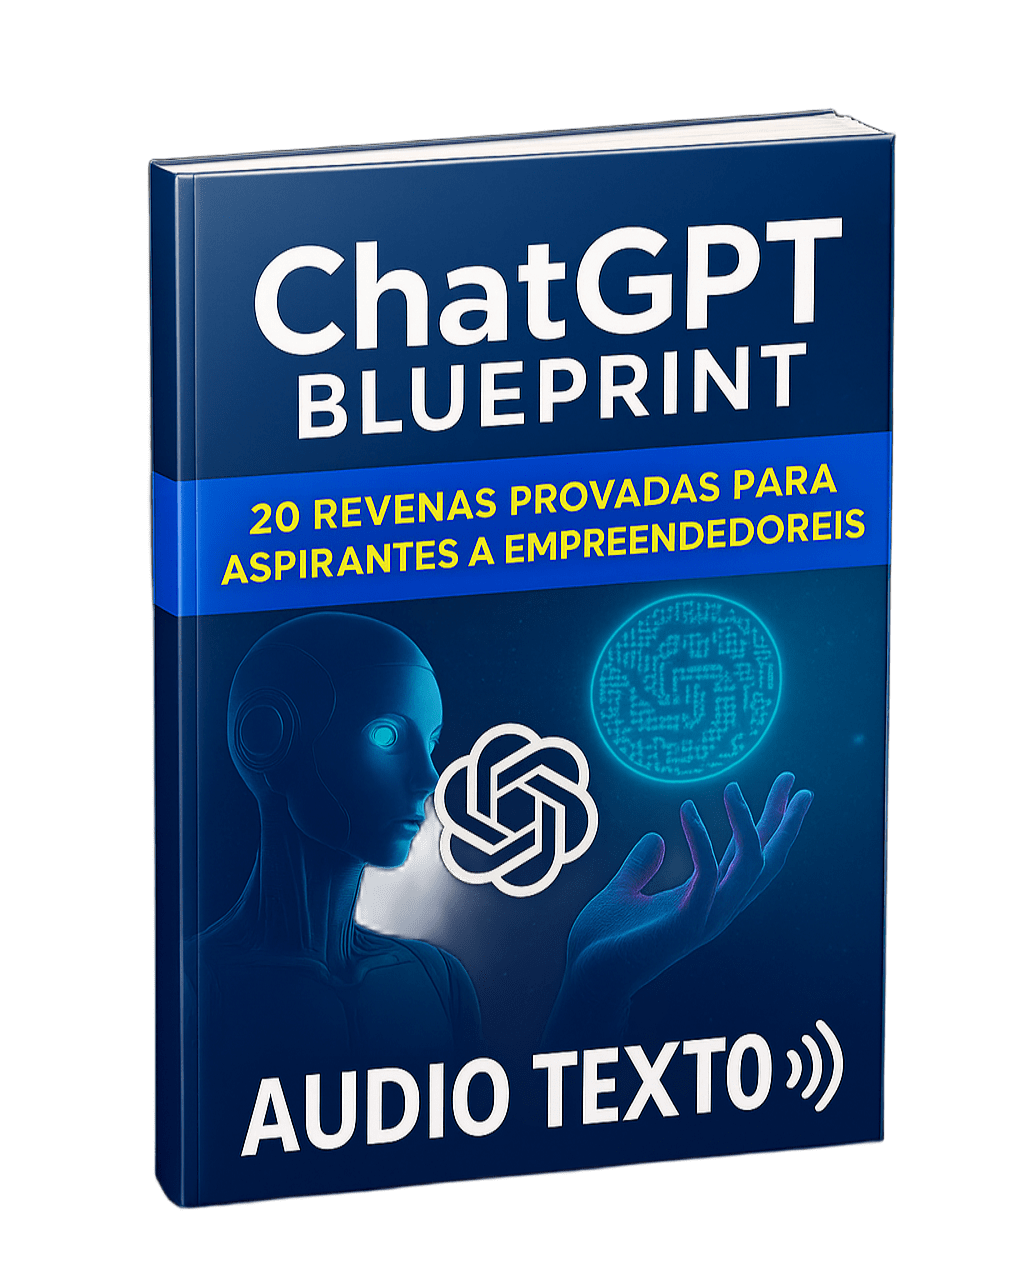 ChatGPT
BLUEPRINT
20 REVENAS PROVADAS PARA
ASPIRANTES A EMPREENDEDOREIS
AUDIO TEXTO